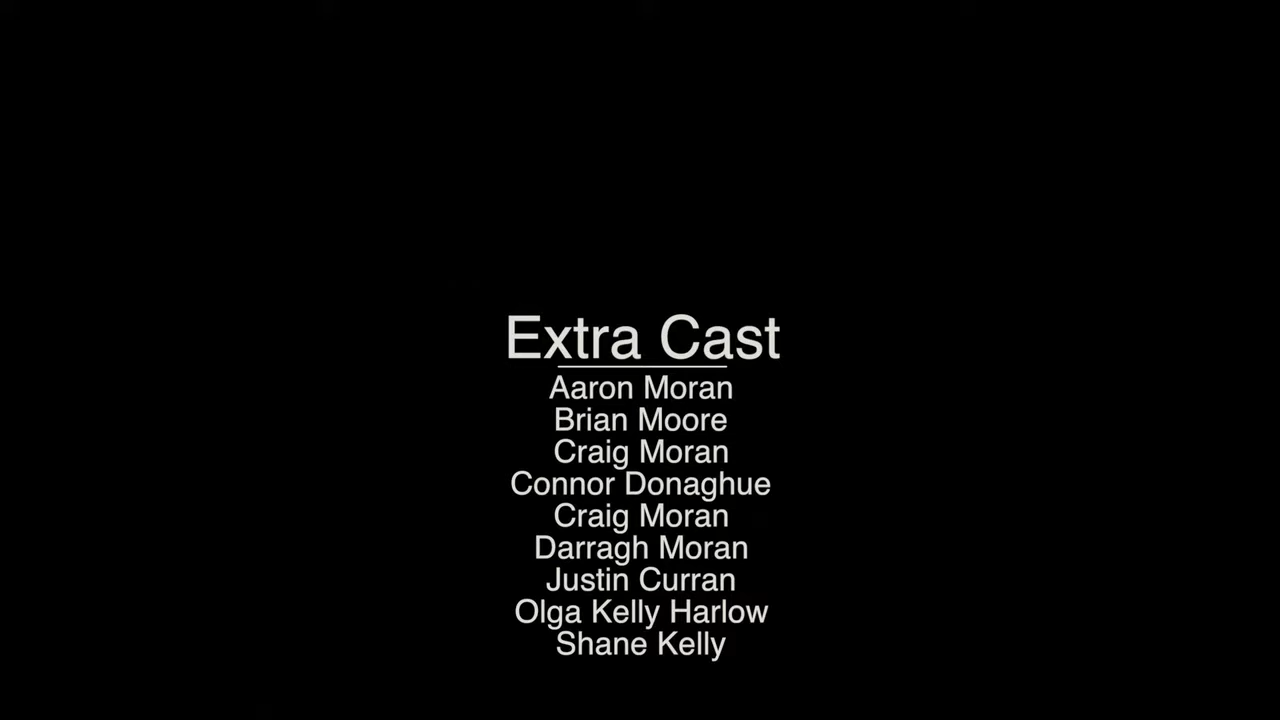 Extra Cast
Aaron Moran
Brian Moore
Craig Moran
Connor Donaghue
Craig Moran
Darragh Moran
Justin Curran
Olga Kelly Harlow
Shane Kelly